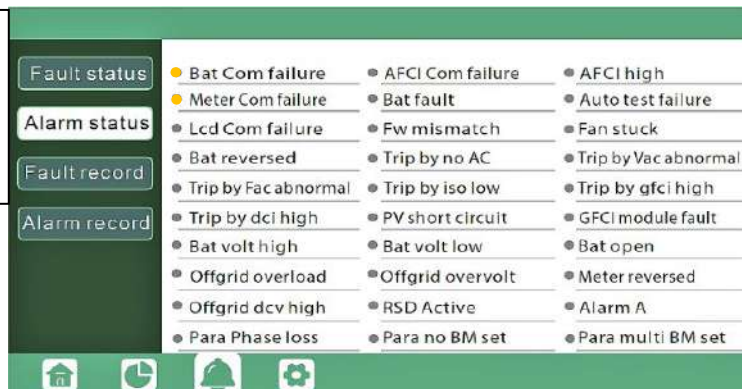 Fault status
Alarm status
Fault record
Alarm record
Bat Com failure AFCI Com failure AFCI high
Meter Com failure Bat fault Auto test failure
Lcd Com failure Fw mismatch Fan stuck
Bat reversed Trip by no AC Trip by Vac abnormal
Trip by Fac abnormal Trip by iso low Trip by gfci high
Trip by dci high PV short circuit GFCI module fault
Bat volt high Bat volt low Bat open
Offgrid overload Offgrid overvolt Meter reversed
Offgrid dcv high RSD Active Alarm A
Para Phase loss Para no BM set Para multi BM set